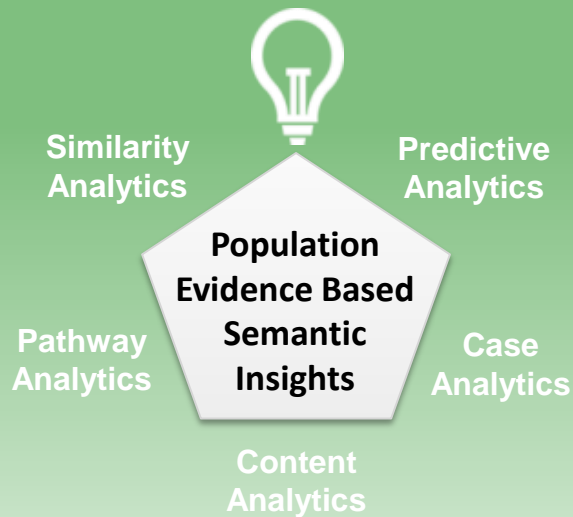 Similarity
Analytics
Predictive
Analytics
Population
Evidence Based
Semantic
Insights
Pathway
Analytics
Case
Analytics
Content
Analytics